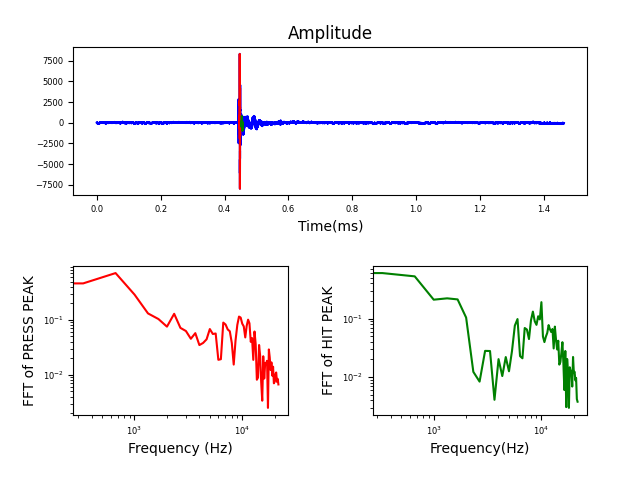 Amplitude
7500
5000
2500
0
−2500
−5000
−7500
0.0 0.2 0.4 0.6 0.8 1.0 1.2 1.4
Time(ms)
FFT of PRESS PEAK
10⁻¹
10⁻²
10³ 10⁴
Frequency (Hz)
FFT of HIT PEAK
10⁻¹
10⁻²
10³ 10⁴
Frequency(Hz)